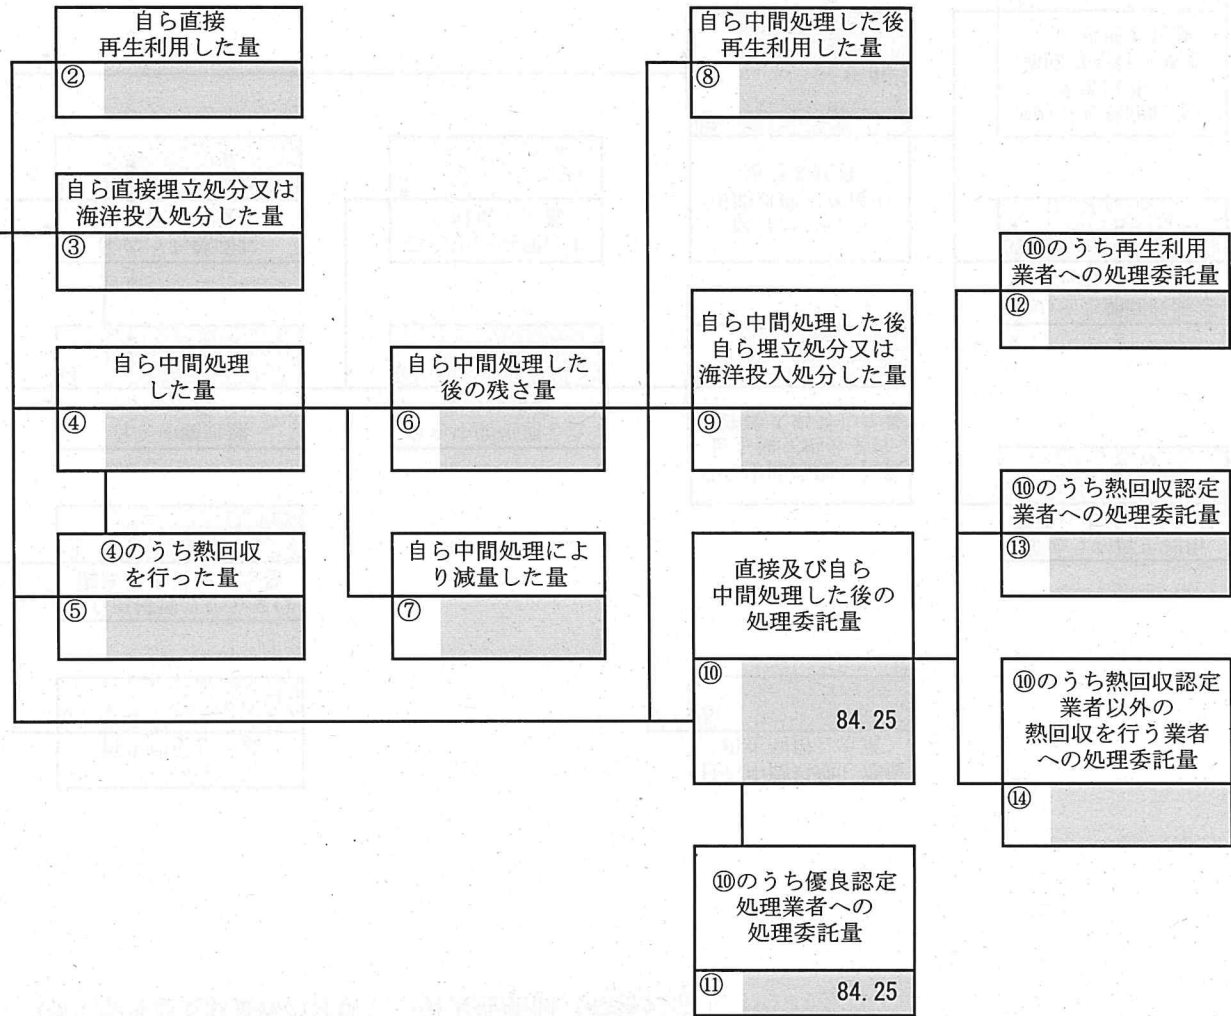 自ら直接
再生利用した量
②
自ら直接埋立処分又は
海洋投入処分した量
③
自ら中間処理
した量
④
④のうち熱回収
を行った量
⑤
自ら中間処理した
後の残さ量
⑥
自ら中間処理によ
り減量した量
⑦
自ら中間処理した後
再生利用した量
⑧
自ら中間処理した後
自ら埋立処分又は
海洋投入処分した量
⑨
直接及び自ら
中間処理した後の
処理委託量
⑩
84.25
⑩のうち優良認定
処理業者への
処理委託量
⑪
84.25
⑩のうち再生利用
業者への処理委託量
⑫
⑩のうち熱回収認定
業者への処理委託量
⑬
⑩のうち熱回収認定
業者以外の
熱回収を行う業者
への処理委託量
⑭